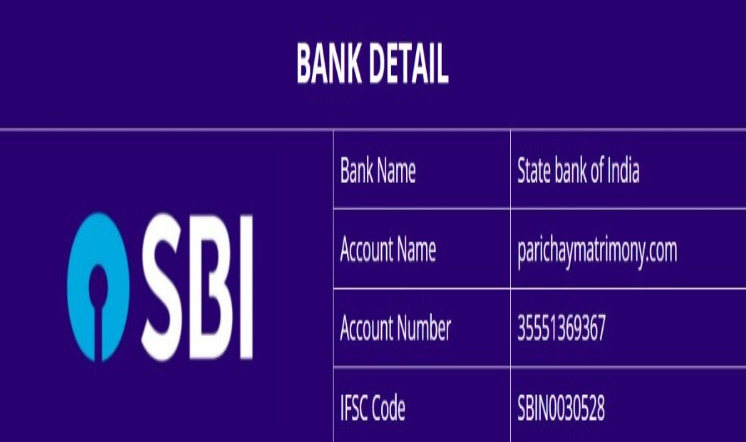 BANK DETAIL
SBI
Bank Name State bank of India
Account Name parichaymatrimony.com
Account Number 35551369367
IFSC Code SBIN0030528